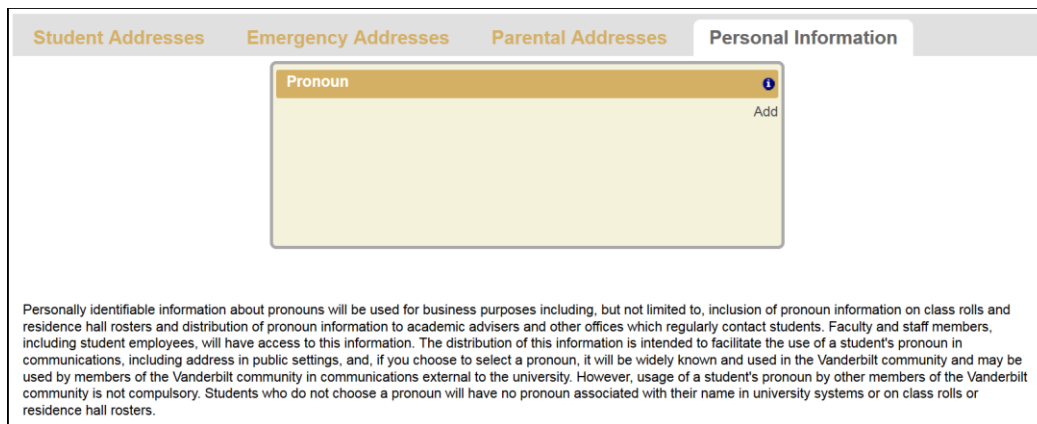 Student Addresses Emergency Addresses Parental Addresses Personal Information
Pronoun
Add
Personally identifiable information about pronouns will be used for business purposes including, but not limited to, inclusion of pronoun information on class rolls and
residence hall rosters and distribution of pronoun information to academic advisers and other offices which regularly contact students. Faculty and staff members,
including student employees, will have access to this information. The distribution of this information is intended to facilitate the use of a student's pronoun in
communications, including address in public settings, and, if you choose to select a pronoun, it will be widely known and used in the Vanderbilt community and may be
used by members of the Vanderbilt community in communications external to the university. However, usage of a student's pronoun by other members of the Vanderbilt
community is not compulsory. Students who do not choose a pronoun will have no pronoun associated with their name in university systems or on class rolls or
residence hall rosters.